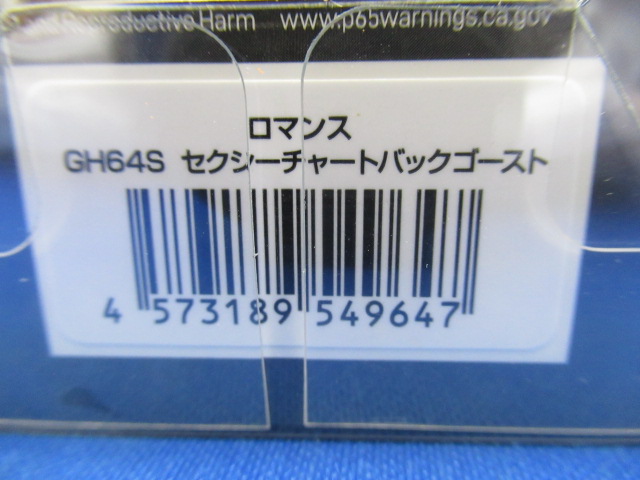 Reproductive Harm www.p65warnings.ca.gov
ロマンス
GH64S セクシーチャートバックゴースト
4 573189 549647